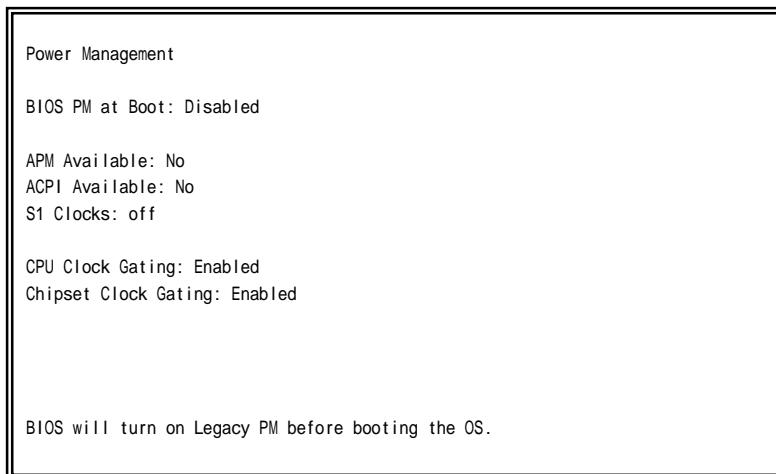 Power Management
BIOS PM at Boot: Disabled
APM Available: No
ACPI Available: No
S1 Clocks: off
CPU Clock Gating: Enabled
Chipset Clock Gating: Enabled
BIOS will turn on Legacy PM before booting the OS.